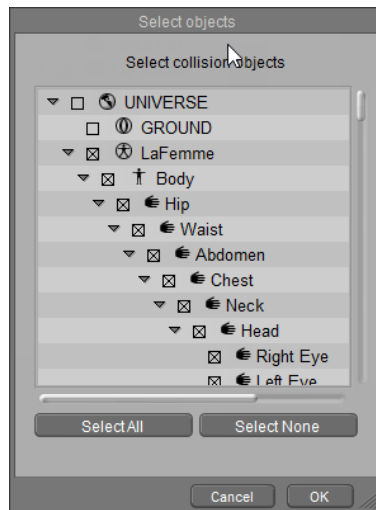 Select objects
Select collision objects
UNIVERSE
GROUND
LaFemme
Body
Hip
Waist
Abdomen
Chest
Neck
Head
Right Eye
Left Eye
Select All Select None
Cancel OK